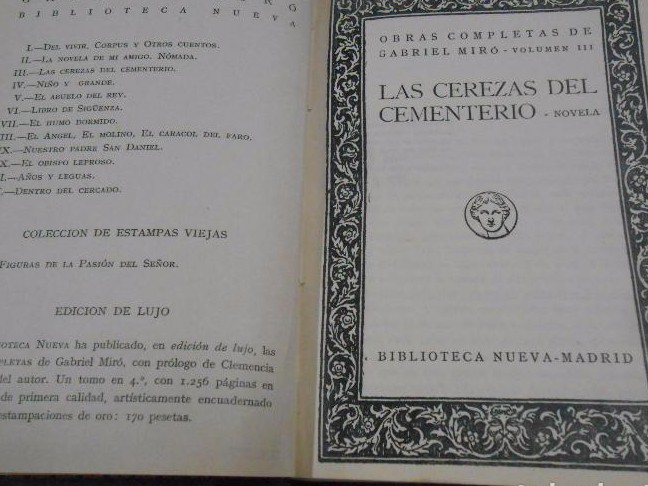 BIBLIOTECA NUEVA
I.—DEL VIVIR. CORPUS Y OTROS CUENTOS.
II.—LA NOVELA DE MI AMIGO. NÓMADA.
III.—LAS CEREZAS DEL CEMENTERIO.
IV.—NIÑO Y GRANDE.
V.—EL ABUELO DEL REY.
VI.—LIBRO DE SIGÜENZA.
VII.—EL HUMO DORMIDO.
III.—EL ANGEL, EL MOLINO, EL CARACOL DEL FARO.
IX.—NUESTRO PADRE SAN DANIEL.
X.—EL OBISPO LEPROSO.
I.—AÑOS Y LEGUAS.
.—DENTRO DEL CERCADO.
COLECCION DE ESTAMPAS VIEJAS
FIGURAS DE LA PASIÓN DEL SEÑOR.
EDICION DE LUJO
OTECA NUEVA ha publicado, en edición de lujo, las
PLETAS de Gabriel Miró, con prólogo de Clemencia
del autor. Un tomo en 4.º, con 1.256 páginas en
de primera calidad, artísticamente encuadernado
estampaciones de oro: 170 pesetas.
OBRAS COMPLETAS DE
GABRIEL MIRÓ - VOLUMEN III
LAS CEREZAS DEL
CEMENTERIO - NOVELA
BIBLIOTECA NUEVA-MADRID